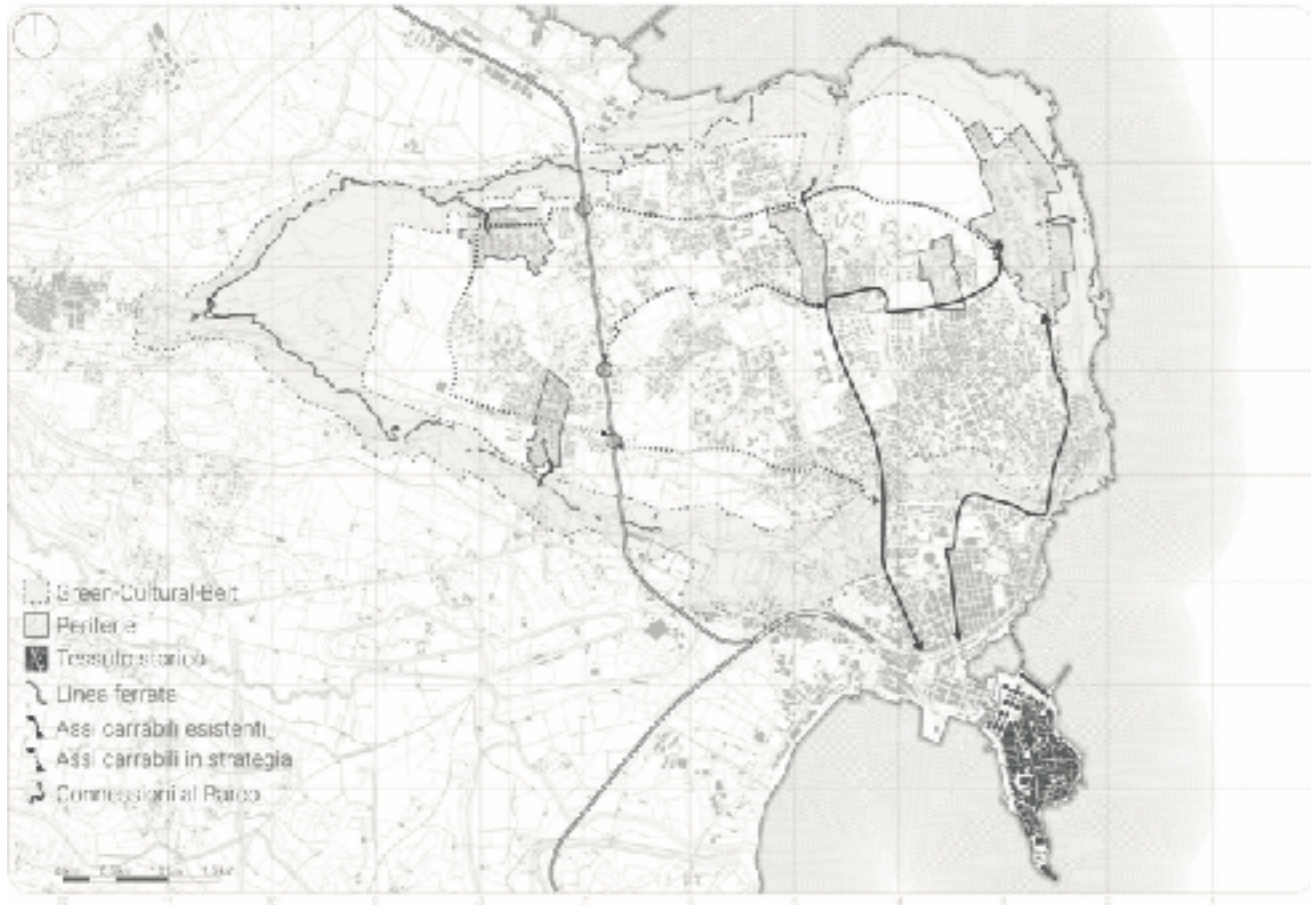 Green-Cultural-Belt
Periferie
Tessuto storico
Linee ferrate
Assi carrabili esistenti
Assi carrabili in strategia
Connessioni al Parco